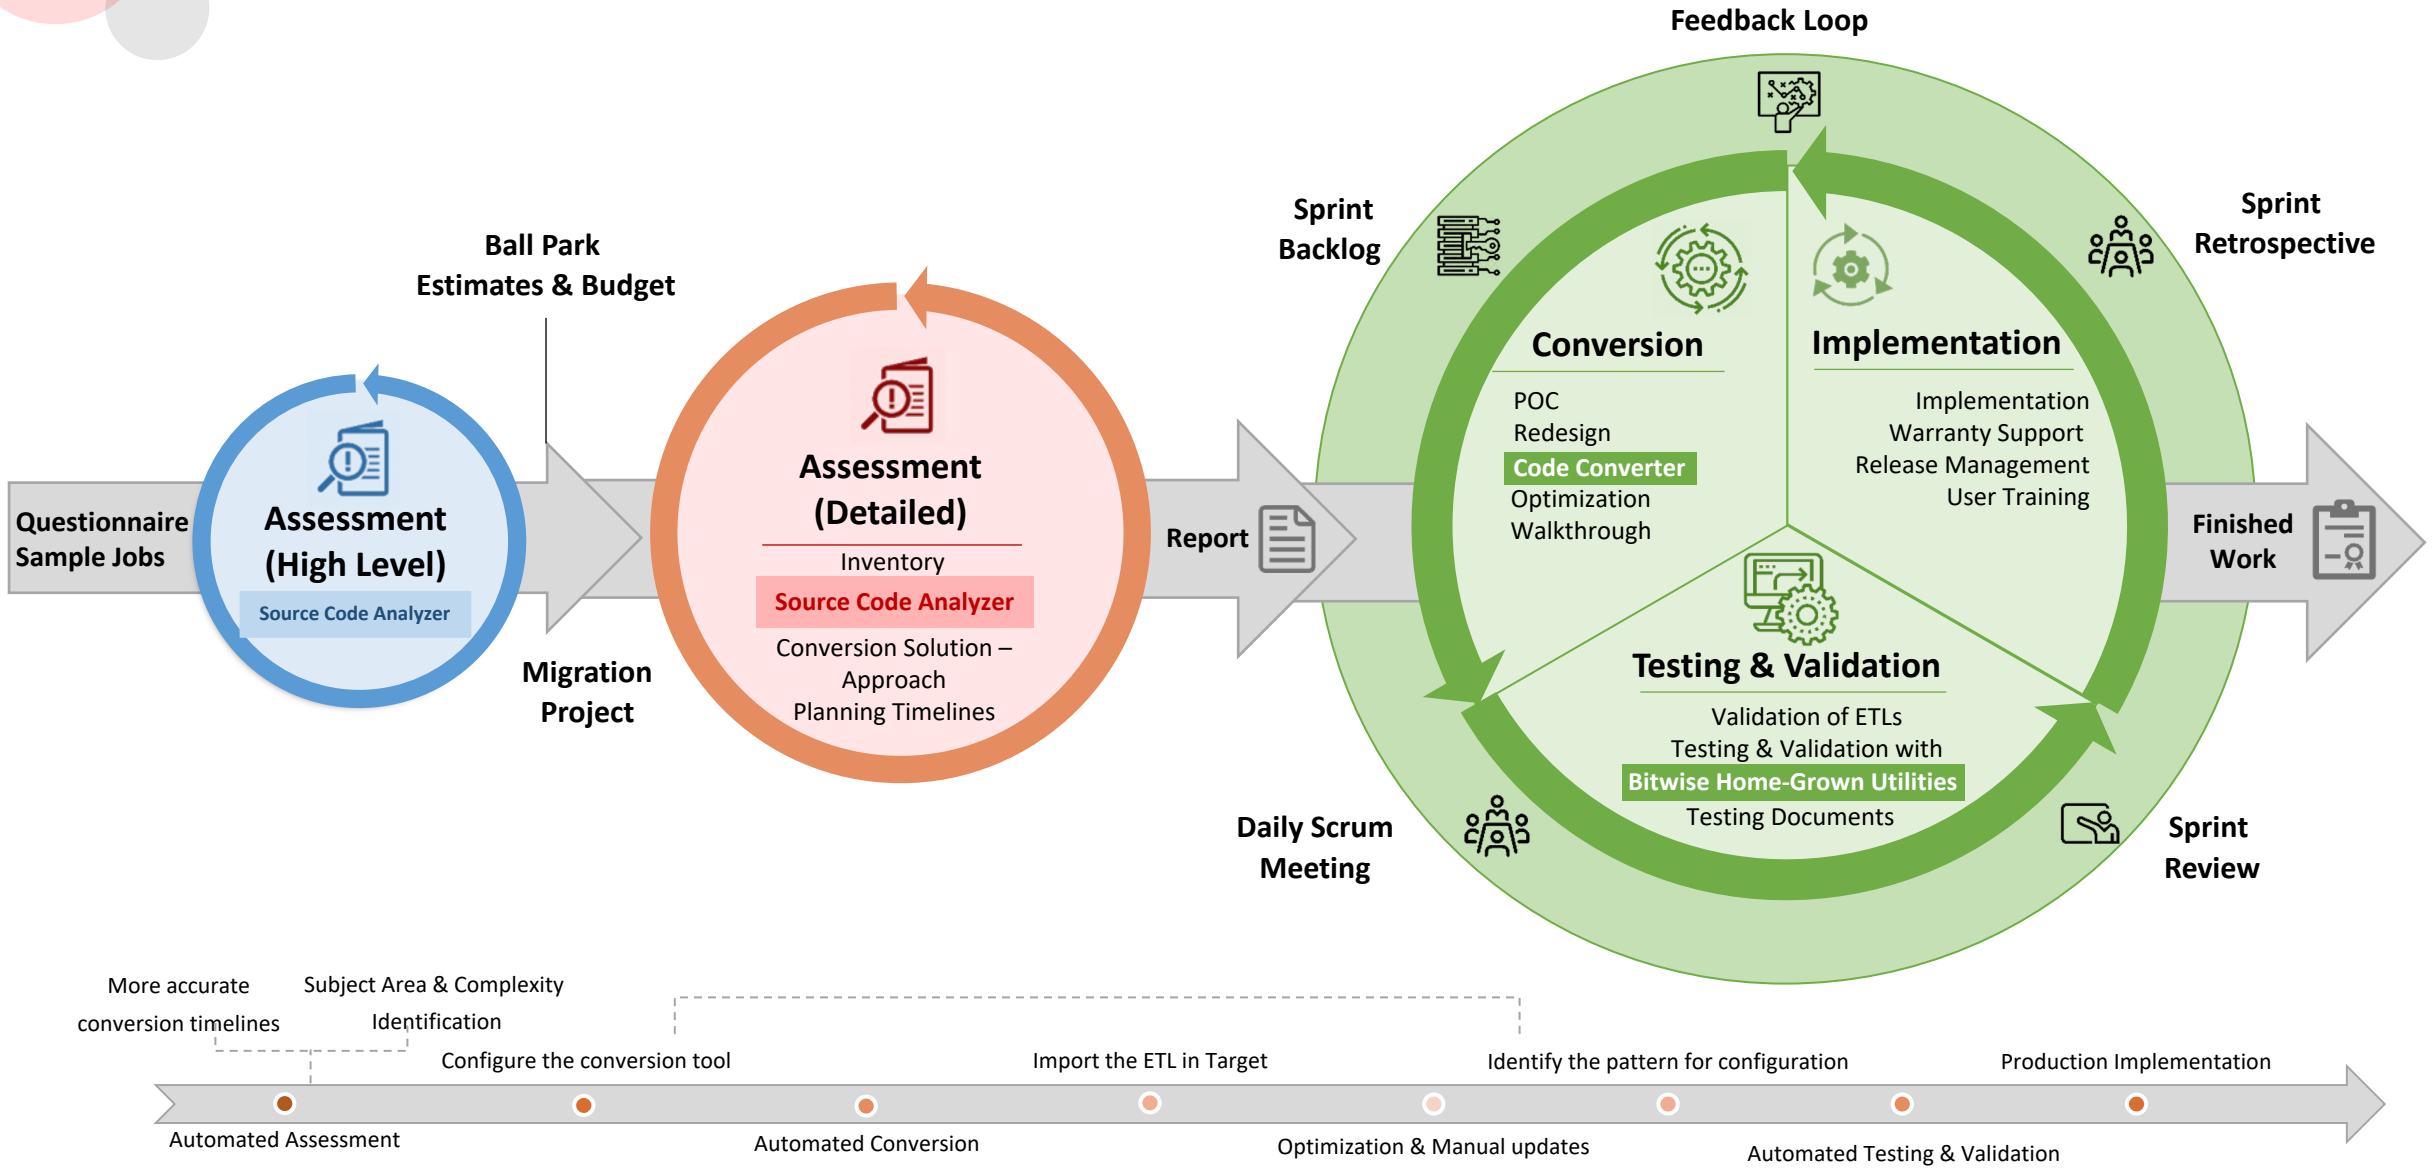 Feedback Loop
Sprint
Backlog
Sprint
Retrospective
Ball Park
Estimates & Budget
Questionnaire
Sample Jobs
Assessment
(High Level)
Source Code Analyzer
Migration
Project
Assessment
(Detailed)
Inventory
Source Code Analyzer
Conversion Solution –
Approach
Planning Timelines
Report
Conversion
POC
Redesign
Code Converter
Optimization
Walkthrough
Implementation
Implementation
Warranty Support
Release Management
User Training
Testing & Validation
Validation of ETLs
Testing & Validation with
Bitwise Home-Grown Utilities
Testing Documents
Finished
Work
Daily Scrum
Meeting
Sprint
Review
More accurate
conversion timelines
Subject Area & Complexity
Identification
Configure the conversion tool
Import the ETL in Target
Identify the pattern for configuration
Production Implementation
Automated Assessment
Automated Conversion
Optimization & Manual updates
Automated Testing & Validation